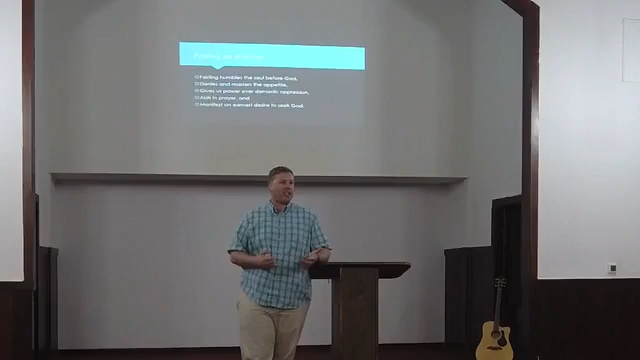 Fasting humbles the soul before God,
Denies and masters the appetite,
Gives us power over demonic oppression,
Aids in prayer, and
Manifest an earnest desire to seek God.